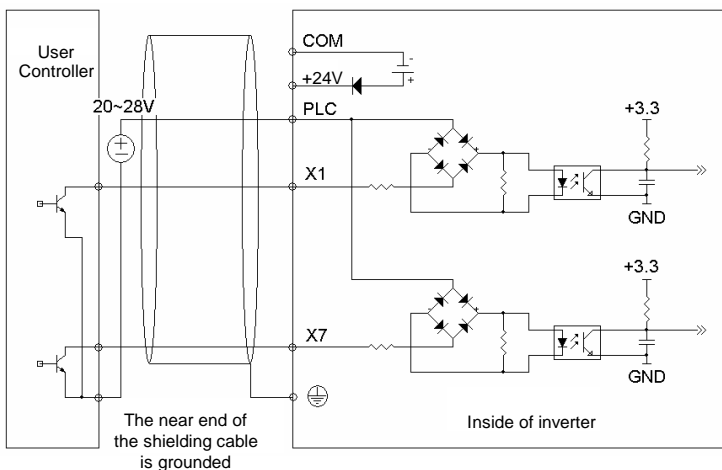 User
Controller
20~28V
COM
+24V
-
+
PLC
X1
- +
+3.3
GND
X7
- +
+3.3
GND
The near end of
the shielding cable
is grounded
Inside of inverter